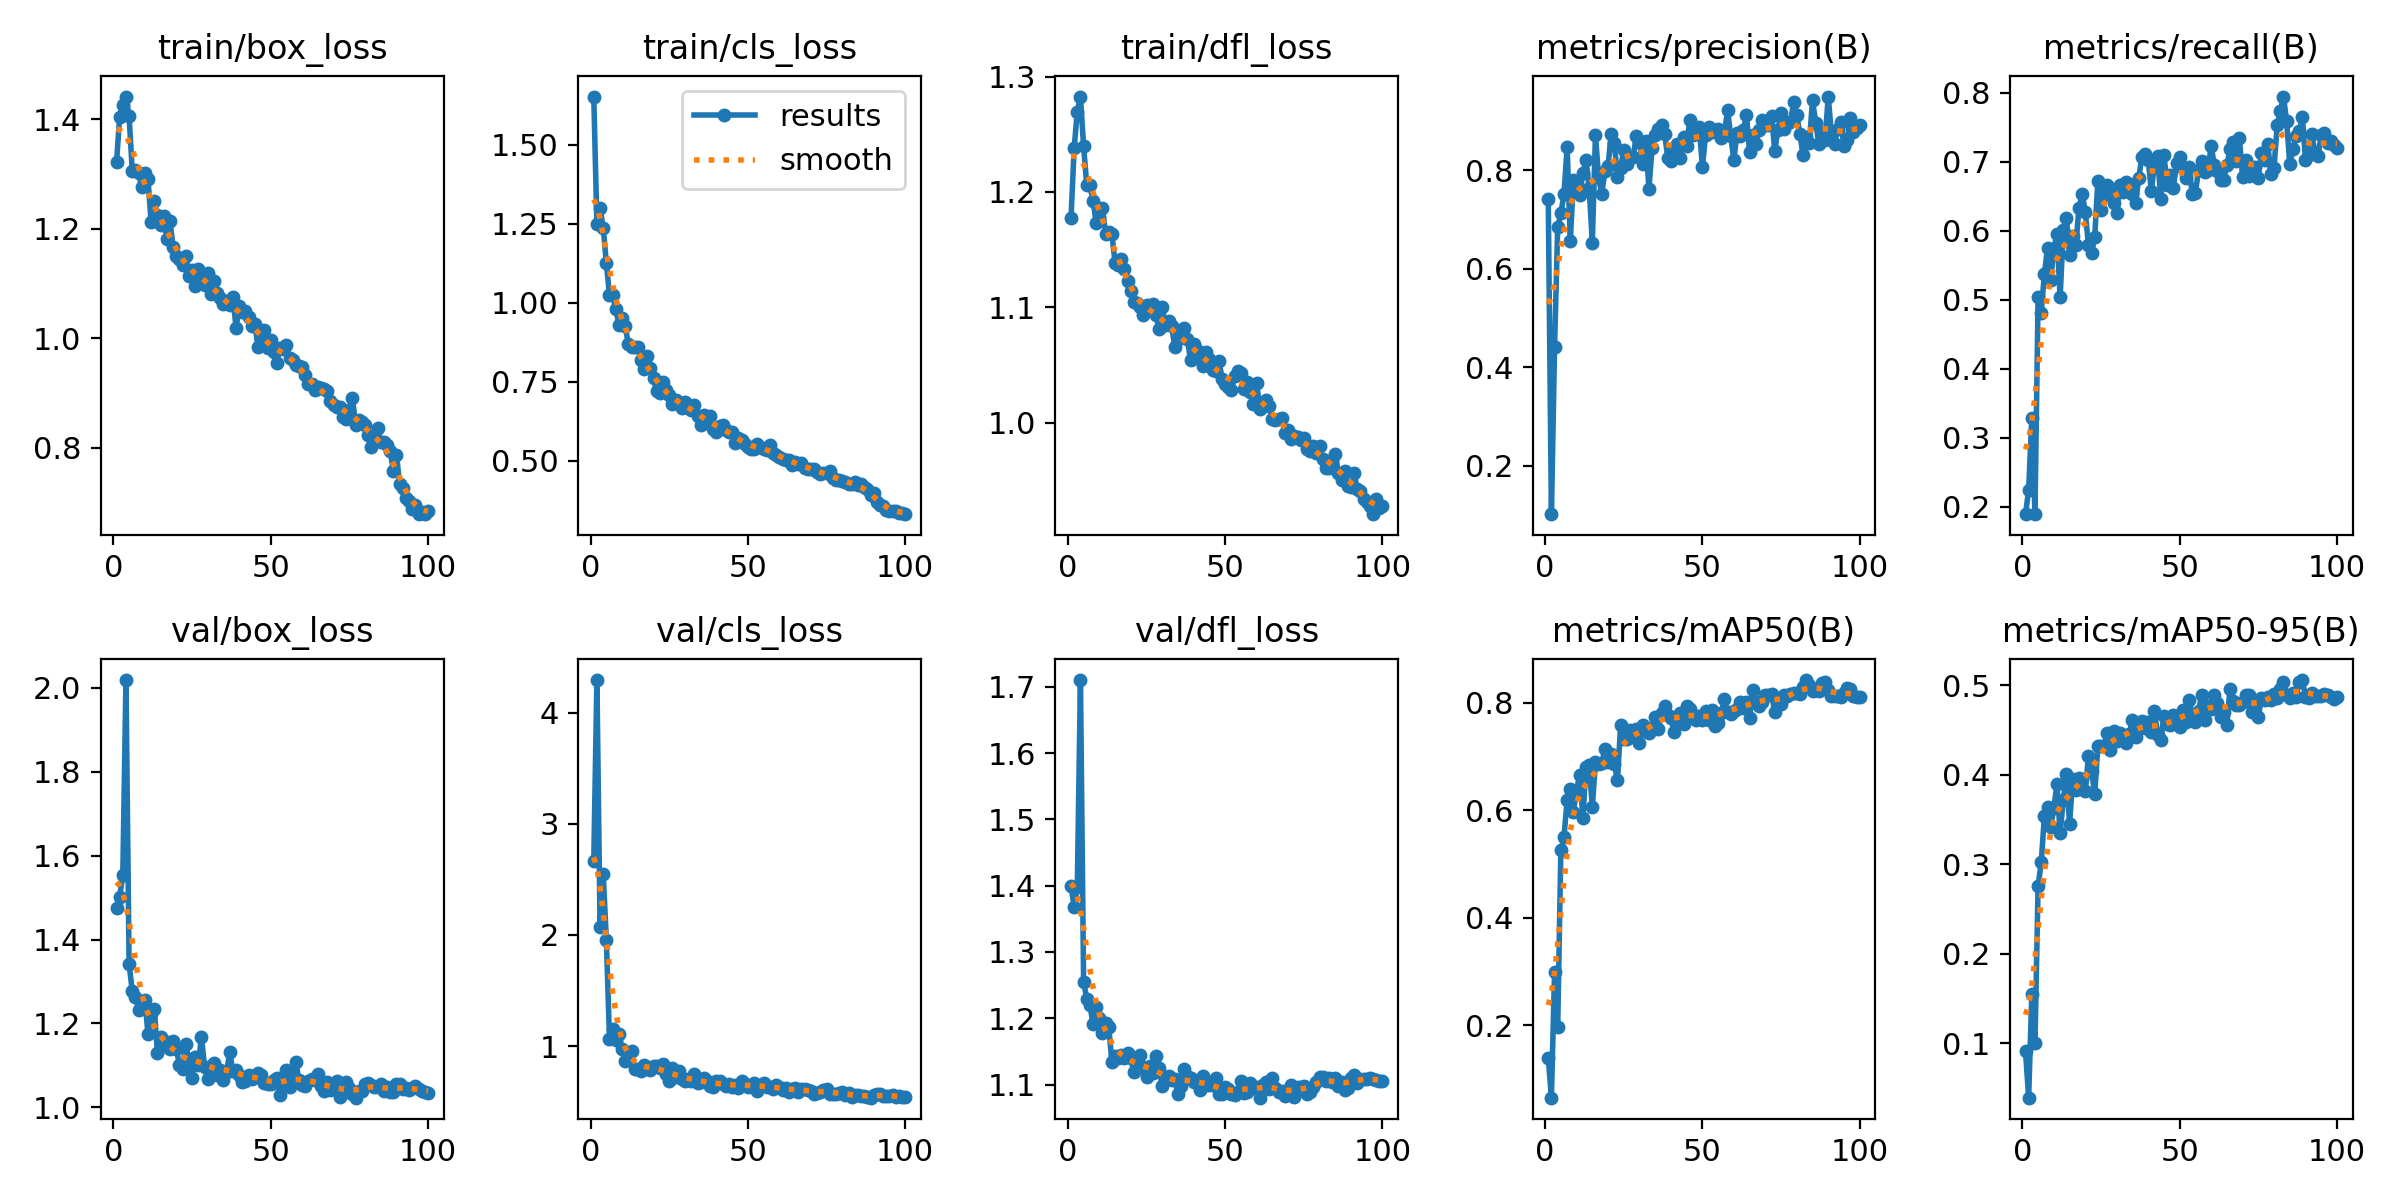 train/box_loss
1.4
1.2
1.0
0.8
0 50 100
train/cls_loss
results
smooth
1.50
1.25
1.00
0.75
0.50
0 50 100
train/dfl_loss
1.3
1.2
1.1
1.0
0 50 100
metrics/precision(B)
0.8
0.6
0.4
0.2
0 50 100
metrics/recall(B)
0.8
0.7
0.6
0.5
0.4
0.3
0.2
0 50 100
val/box_loss
2.0
1.8
1.6
1.4
1.2
1.0
0 50 100
val/cls_loss
4
3
2
1
0 50 100
val/dfl_loss
1.7
1.6
1.5
1.4
1.3
1.2
1.1
0 50 100
metrics/mAP50(B)
0.8
0.6
0.4
0.2
0 50 100
metrics/mAP50-95(B)
0.5
0.4
0.3
0.2
0.1
0 50 100